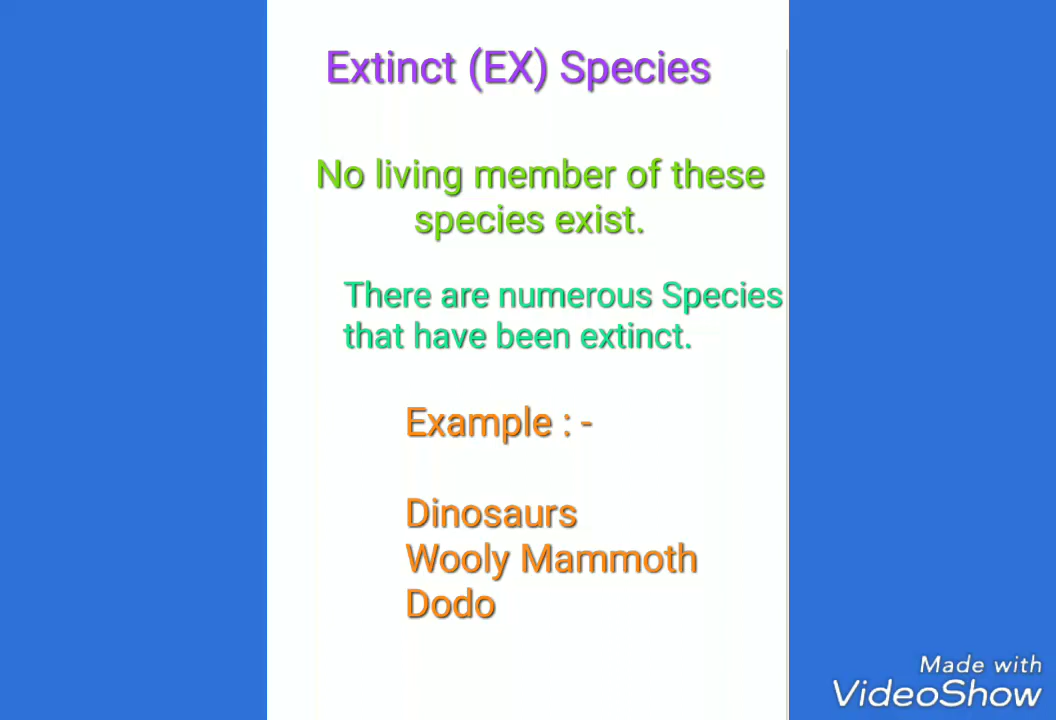 Extinct (EX) Species
No living member of these
species exist.
There are numerous Species
that have been extinct.
Example : -
Dinosaurs
Wooly Mammoth
Dodo
Made with
VideoShow